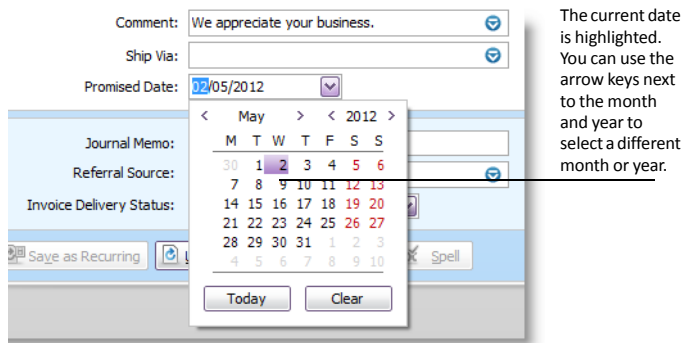 Comment: We appreciate your business.
Ship Via:
Promised Date: 02/05/2012
< May > < 2012 >
M T W T F S S
30 1 2 3 4 5 6
7 8 9 10 11 12 13
14 15 16 17 18 19 20
21 22 23 24 25 26 27
28 29 30 31 1 2 3
4 5 6 7 8 9 10
Today Clear
Journal Memo:
Referral Source:
Invoice Delivery Status:
Save as Recurring
Spell
The current date
is highlighted.
You can use the
arrow keys next
to the month
and year to
select a different
month or year.